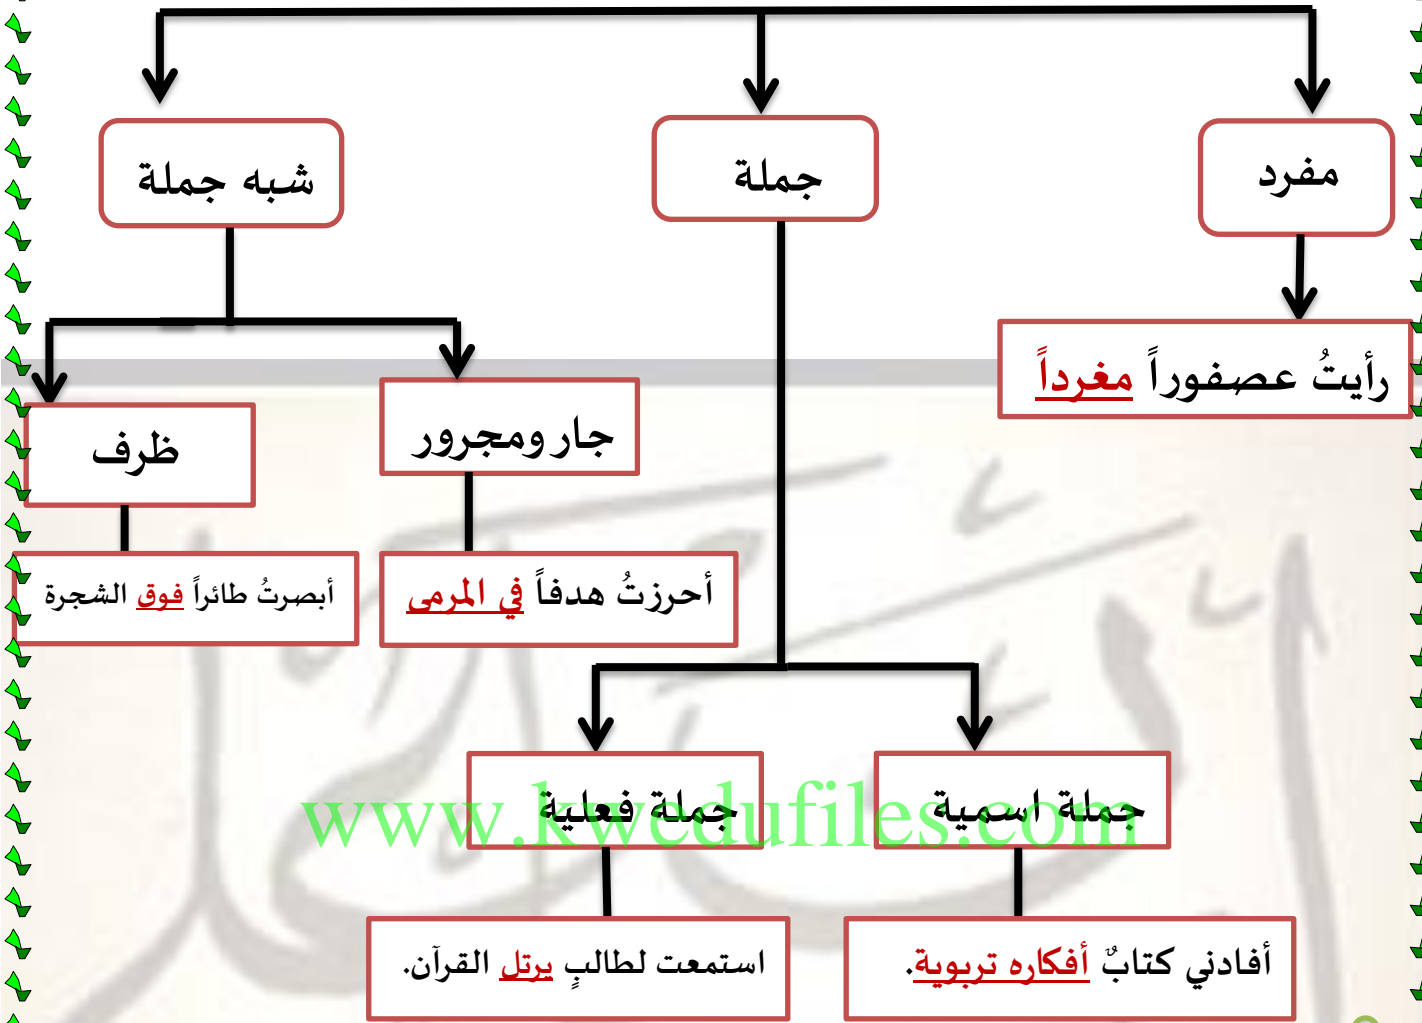 مفرد
جملة
شبه جملة
رأيتُ عصفوراً مغرداً
جار ومجرور
ظرف
أحرزتُ هدفاً في المرمى
أبصرتُ طائراً فوق الشجرة
جملة اسمية
جملة فعلية
www.kwedufiles.com
أفادني كتابٌ أفكاره تربوية.
استمعت لطالبٍ يرتل القرآن.